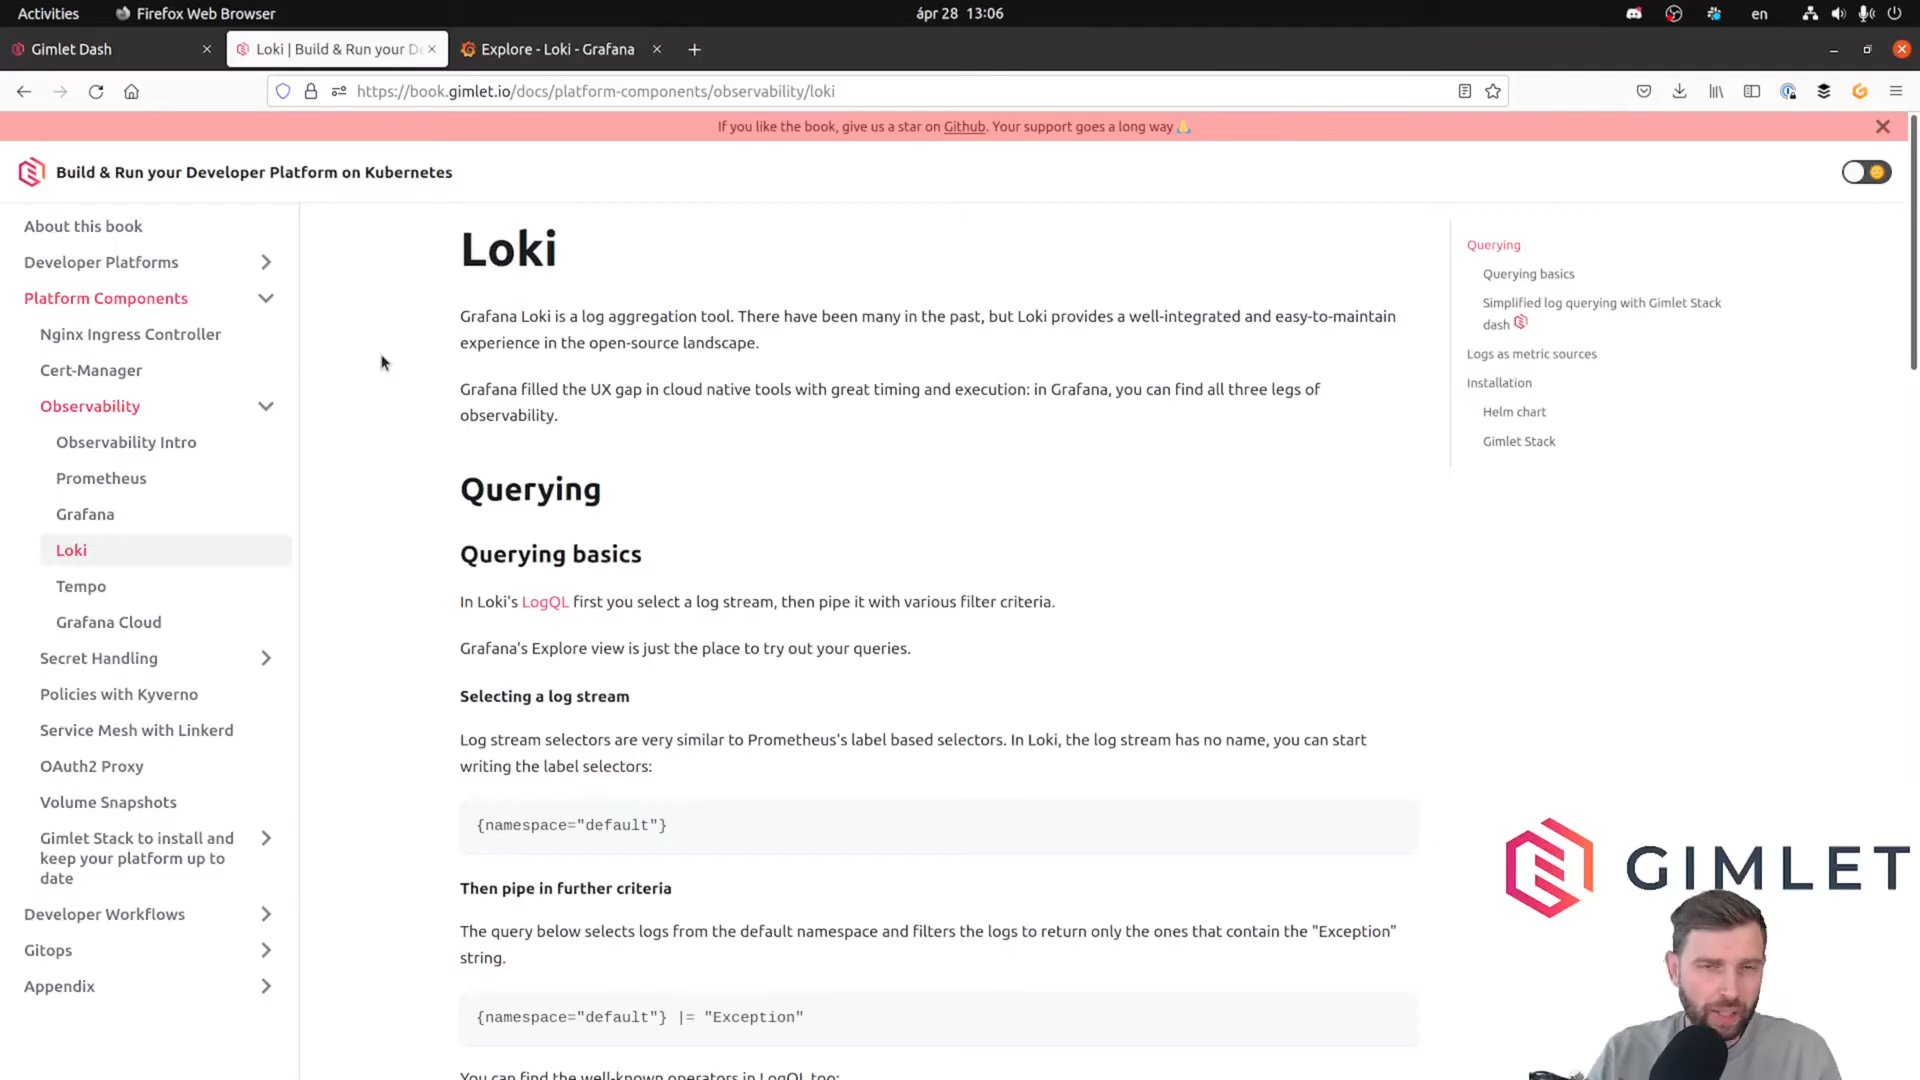 Activities
Firefox Web Browser
ápr 28 13:06
en
Gimlet Dash
Loki | Build & Run your D
Explore - Loki - Grafana
https://book.gimlet.io/docs/platform-components/observability/loki
If you like the book, give us a star on Github. Your support goes a long way 🙏
Build & Run your Developer Platform on Kubernetes
About this book
Developer Platforms
Platform Components
Nginx Ingress Controller
Cert-Manager
Observability
Observability Intro
Prometheus
Grafana
Loki
Tempo
Grafana Cloud
Secret Handling
Policies with Kyverno
Service Mesh with Linkerd
OAuth2 Proxy
Volume Snapshots
Gimlet Stack to install and
keep your platform up to
date
Developer Workflows
Gitops
Appendix
Loki
Grafana Loki is a log aggregation tool. There have been many in the past, but Loki provides a well-integrated and easy-to-maintain
experience in the open-source landscape.
Grafana filled the UX gap in cloud native tools with great timing and execution: in Grafana, you can find all three legs of
observability.
Querying
Querying basics
In Loki's LogQL first you select a log stream, then pipe it with various filter criteria.
Grafana's Explore view is just the place to try out your queries.
Selecting a log stream
Log stream selectors are very similar to Prometheus's label based selectors. In Loki, the log stream has no name, you can start
writing the label selectors:
{namespace="default"}
Then pipe in further criteria
The query below selects logs from the default namespace and filters the logs to return only the ones that contain the "Exception"
string.
{namespace="default"} |= "Exception"
You can find the well-known operators in LogQL too:
Querying
Querying basics
Simplified log querying with Gimlet Stack
dash
Logs as metric sources
Installation
Helm chart
Gimlet Stack
GIMLET